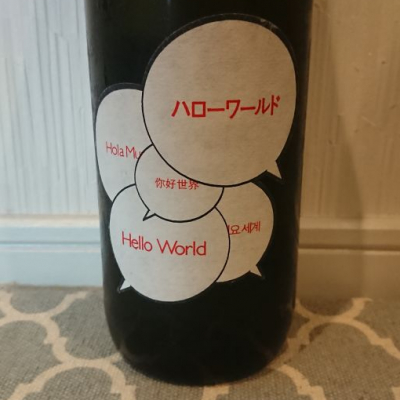 ハローワールド
Hola Mu
你好世界
Hello World
요 세계